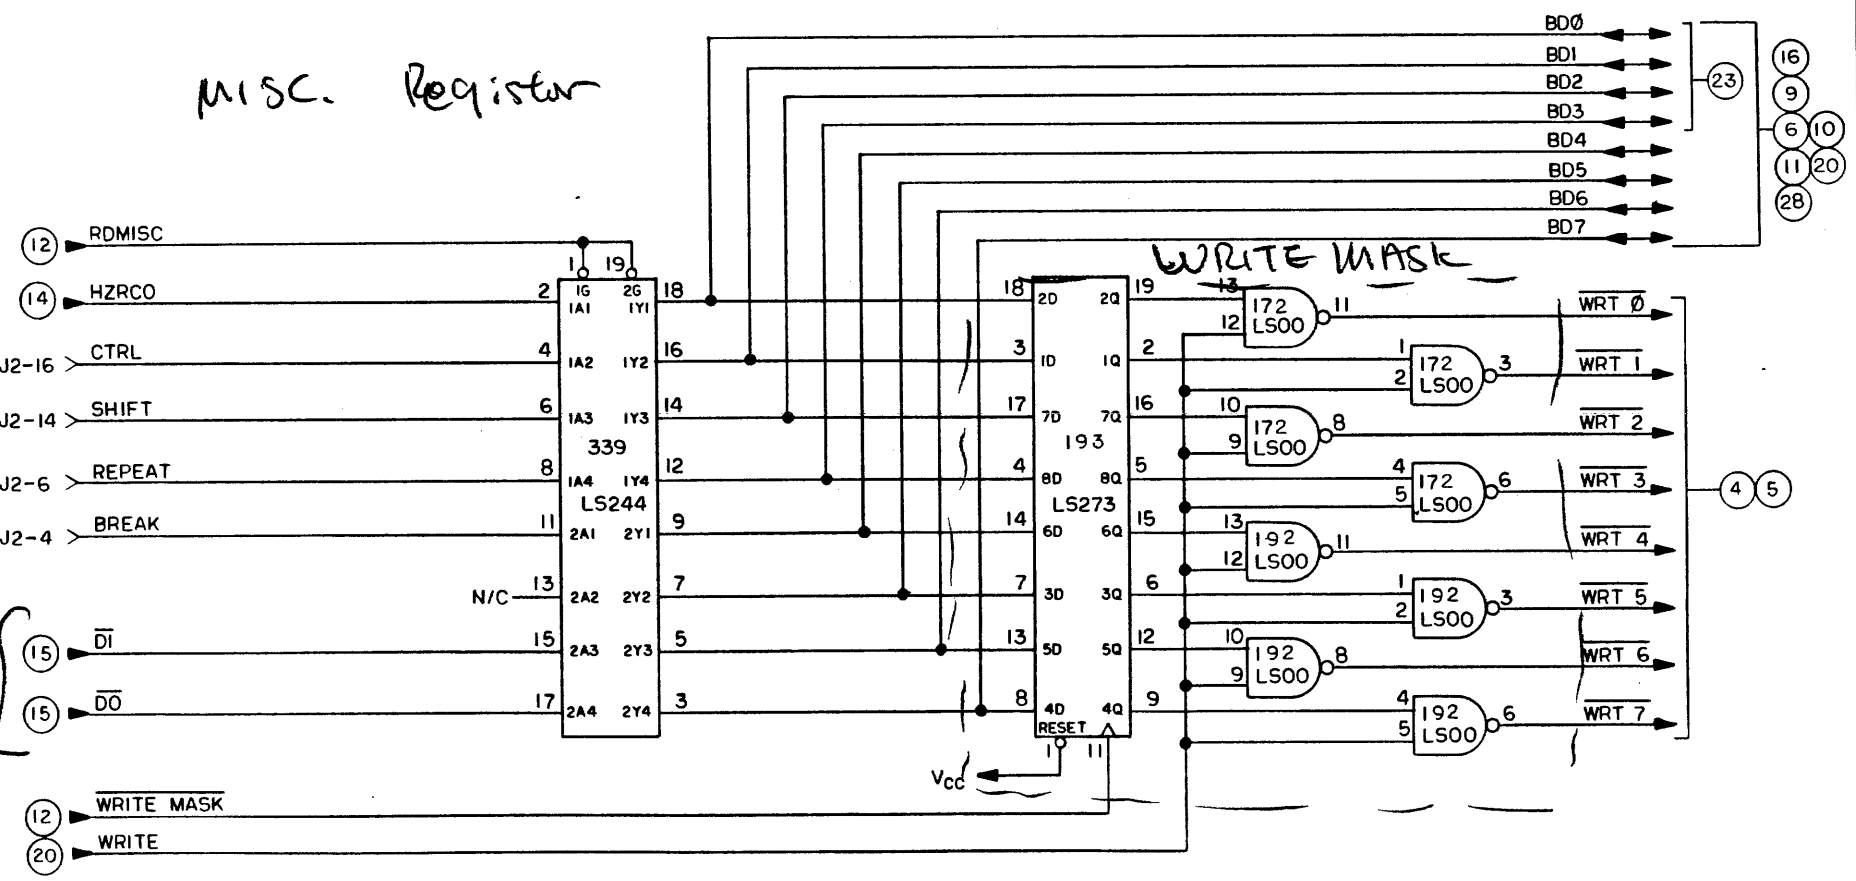 MISC. Register
BDØ
BD1
BD2
BD3
BD4
BD5
BD6
BD7
23
16
9
6 10
11 20
28
WRITE MASK
12 RDMISC
14 HZRCO
J2-16 CTRL
J2-14 SHIFT
J2-6 REPEAT
J2-4 BREAK
N/C
15 D1
15 D0
12 WRITE MASK
20 WRITE
1 19
1G 2G
2 1A1 1Y1 18
4 1A2 1Y2 16
6 1A3 1Y3 14
339
8 1A4 1Y4 12
LS244
11 2A1 2Y1 9
13 2A2 2Y2 7
15 2A3 2Y3 5
17 2A4 2Y4 3
18 2D 2Q 19
3 1D 1Q 2
17 7D 7Q 16
193
4 8D 8Q 5
LS273
14 6D 6Q 15
7 3D 3Q 6
13 5D 5Q 12
8 4D 4Q 9
RESET
1 11
Vcc
13 12 172 LS00 11 WRT Ø
1 2 172 LS00 3 WRT 1
10 9 172 LS00 8 WRT 2
4 5 172 LS00 6 WRT 3
13 12 192 LS00 11 WRT 4
1 2 192 LS00 3 WRT 5
10 9 192 LS00 8 WRT 6
4 5 192 LS00 6 WRT 7
4 5